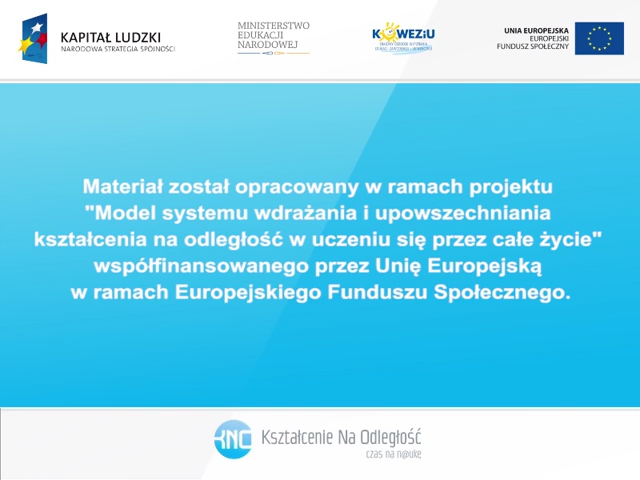 KAPITAŁ LUDZKI
NARODOWA STRATEGIA SPÓJNOŚCI
MINISTERSTWO
EDUKACJI
NARODOWEJ
KOWEZiU
UNIA EUROPEJSKA
EUROPEJSKI
FUNDUSZ SPOŁECZNY
Materiał został opracowany w ramach projektu
"Model systemu wdrażania i upowszechniania
kształcenia na odległość w uczeniu się przez całe życie"
współfinansowanego przez Unię Europejską
w ramach Europejskiego Funduszu Społecznego.
KNO Kształcenie Na Odległość
czas na n@ukę